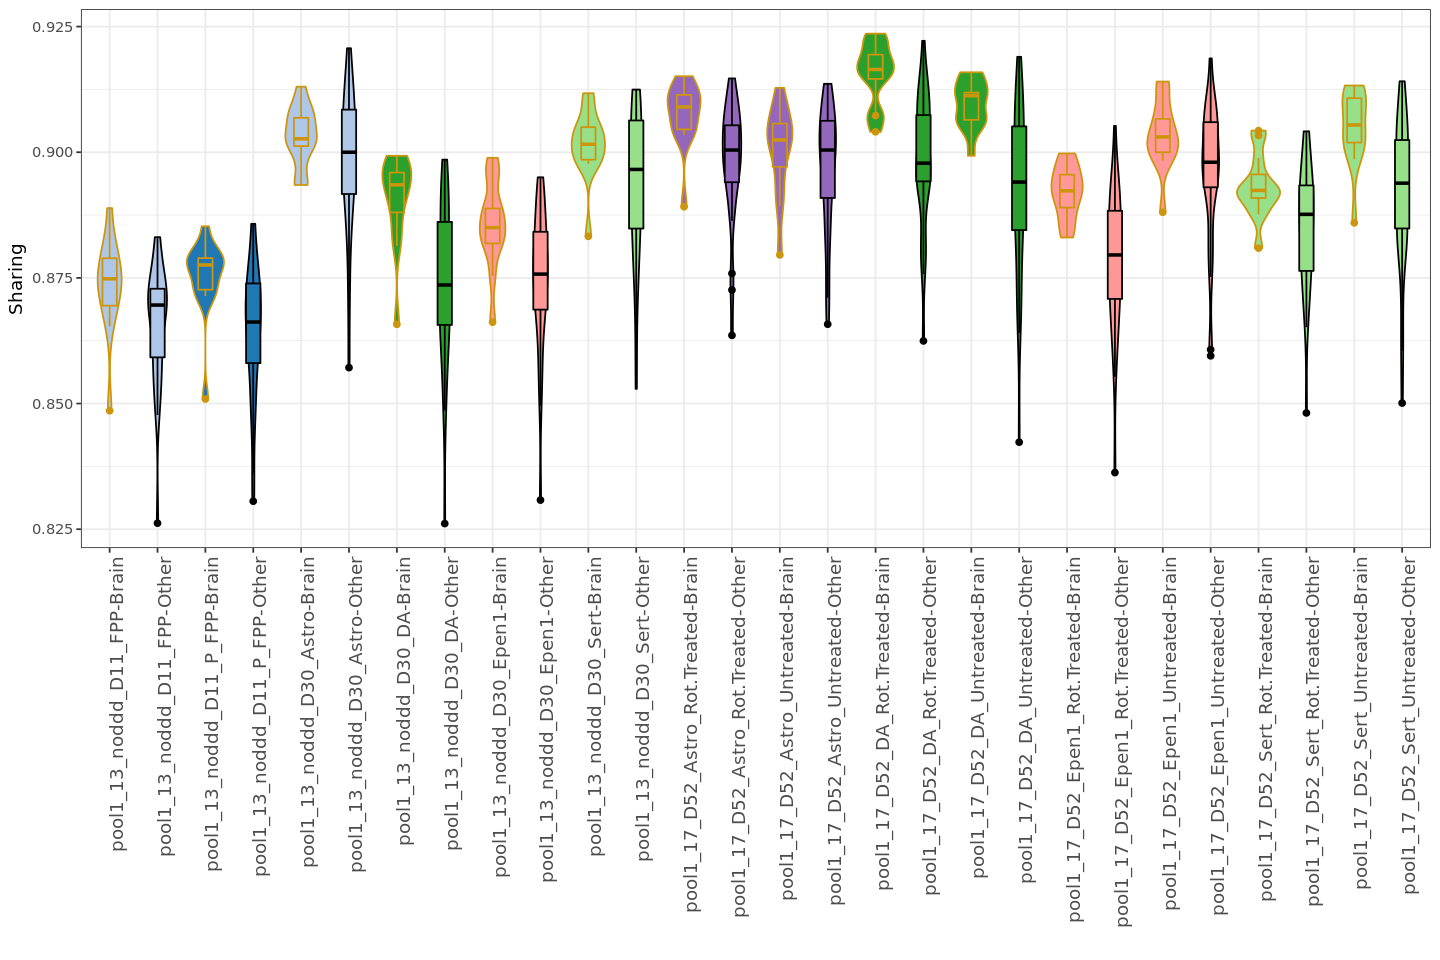 0.925
0.900
0.875
0.850
0.825
Sharing
pool1_13_noddd_D11_FPP-Brain
pool1_13_noddd_D11_FPP-Other
pool1_13_noddd_D11_P_FPP-Brain
pool1_13_noddd_D11_P_FPP-Other
pool1_13_noddd_D30_Astro-Brain
pool1_13_noddd_D30_Astro-Other
pool1_13_noddd_D30_DA-Brain
pool1_13_noddd_D30_DA-Other
pool1_13_noddd_D30_Epen1-Brain
pool1_13_noddd_D30_Epen1-Other
pool1_13_noddd_D30_Sert-Brain
pool1_13_noddd_D30_Sert-Other
pool1_17_D52_Astro_Rot.Treated-Brain
pool1_17_D52_Astro_Rot.Treated-Other
pool1_17_D52_Astro_Untreated-Brain
pool1_17_D52_Astro_Untreated-Other
pool1_17_D52_DA_Rot.Treated-Brain
pool1_17_D52_DA_Rot.Treated-Other
pool1_17_D52_DA_Untreated-Brain
pool1_17_D52_DA_Untreated-Other
pool1_17_D52_Epen1_Rot.Treated-Brain
pool1_17_D52_Epen1_Rot.Treated-Other
pool1_17_D52_Epen1_Untreated-Brain
pool1_17_D52_Epen1_Untreated-Other
pool1_17_D52_Sert_Rot.Treated-Brain
pool1_17_D52_Sert_Rot.Treated-Other
pool1_17_D52_Sert_Untreated-Brain
pool1_17_D52_Sert_Untreated-Other